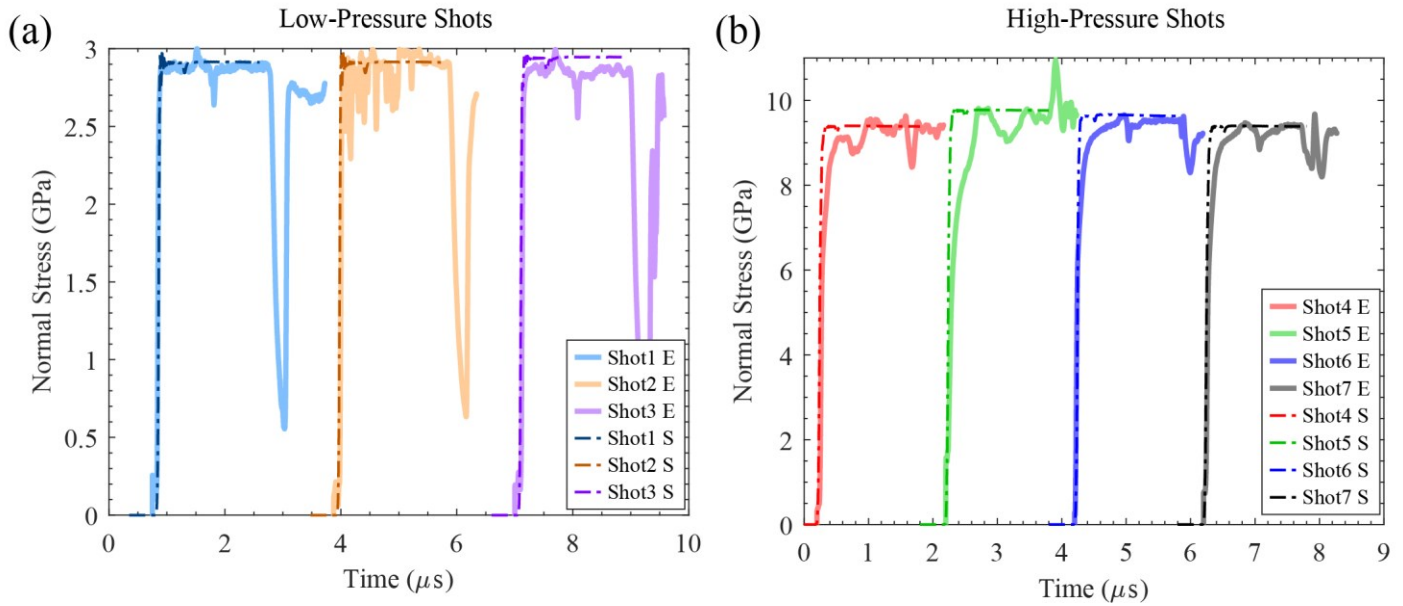 (a)
Low-Pressure Shots
3
2.5
2
1.5
1
0.5
0
Normal Stress (GPa)
Shot1 E
Shot2 E
Shot3 E
Shot1 S
Shot2 S
Shot3 S
0 2 4 6 8 10
Time (μs)
(b)
High-Pressure Shots
10
8
6
4
2
0
Normal Stress (GPa)
Shot4 E
Shot5 E
Shot6 E
Shot7 E
Shot4 S
Shot5 S
Shot6 S
Shot7 S
0 1 2 3 4 5 6 7 8 9
Time (μs)